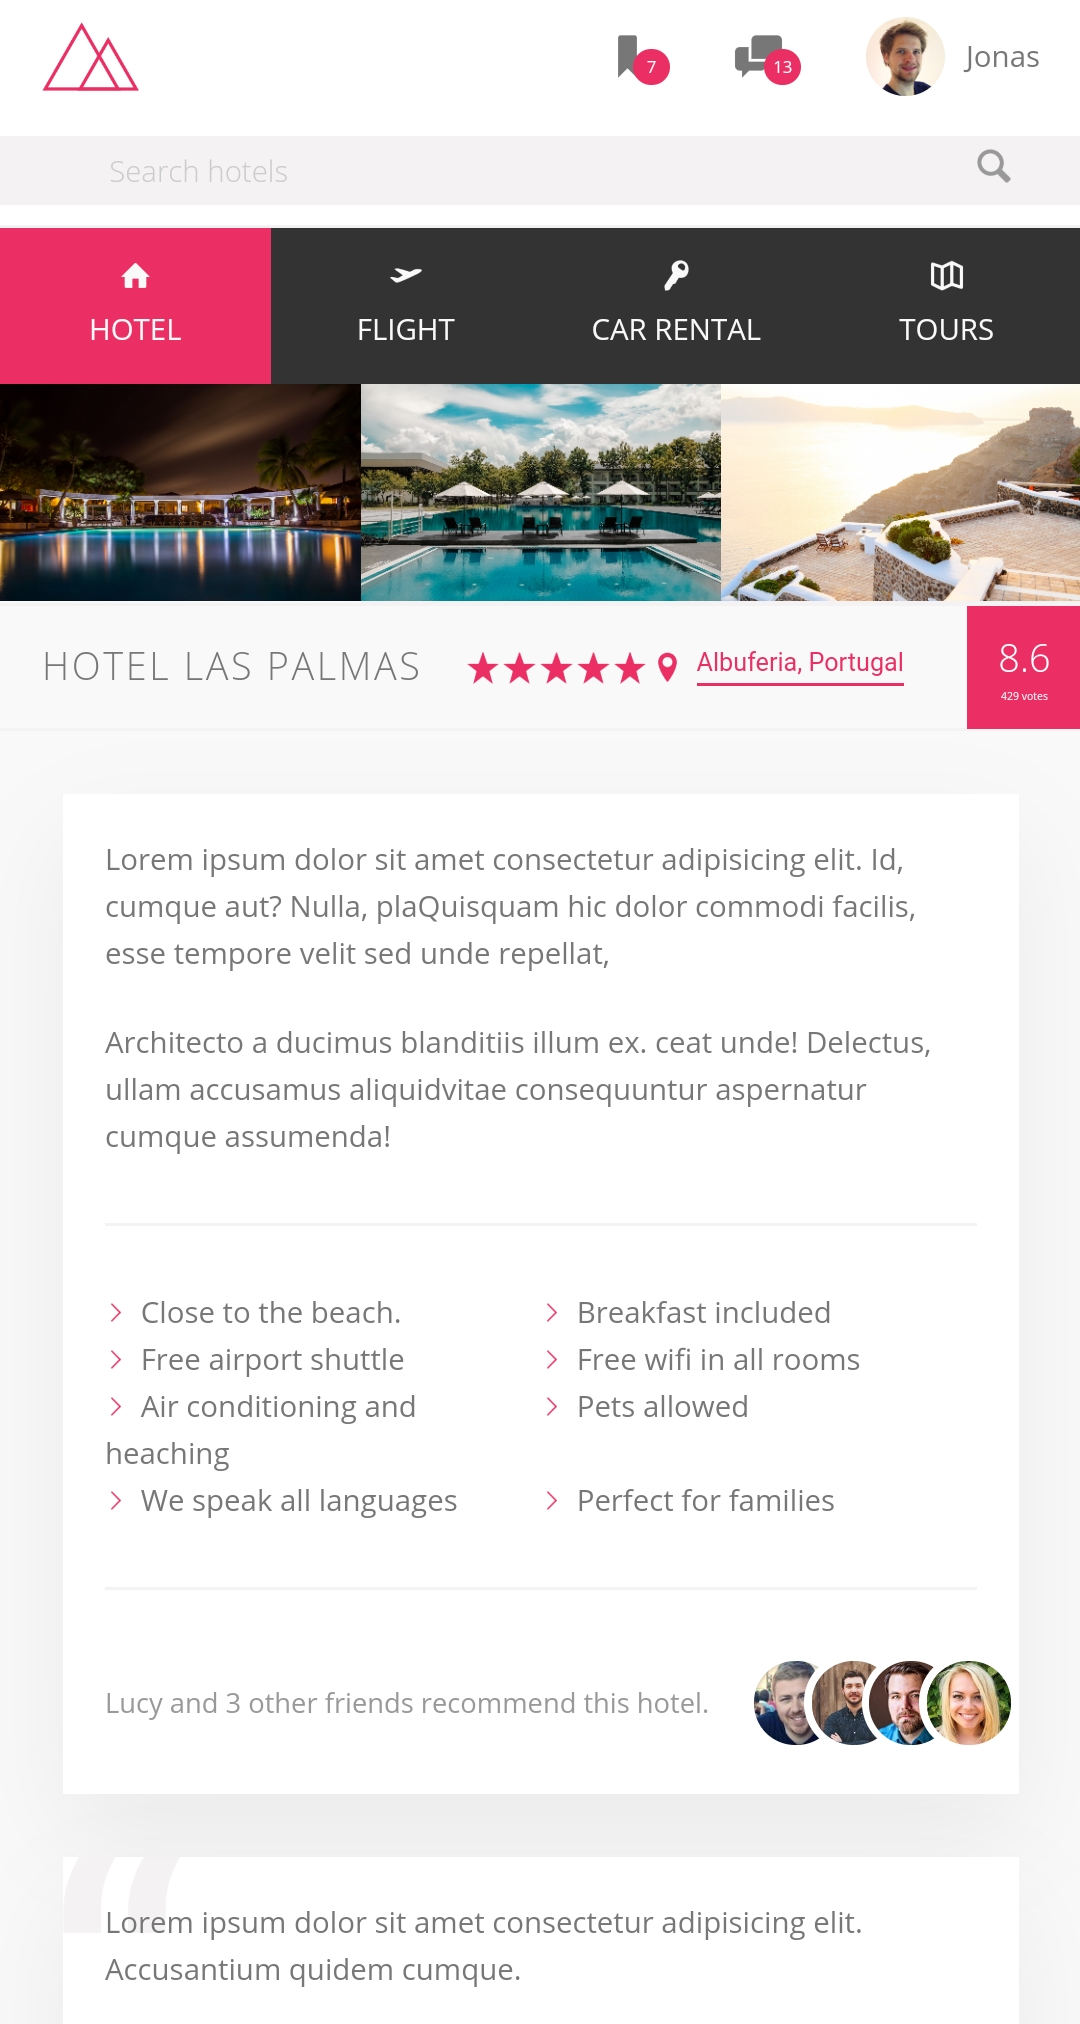 7
13
Jonas
Search hotels
HOTEL
FLIGHT
CAR RENTAL
TOURS
HOTEL LAS PALMAS
Albuferia, Portugal
8.6
429 votes
Lorem ipsum dolor sit amet consectetur adipisicing elit. Id,
cumque aut? Nulla, plaQuisquam hic dolor commodi facilis,
esse tempore velit sed unde repellat,
Architecto a ducimus blanditiis illum ex. ceat unde! Delectus,
ullam accusamus aliquidvitae consequuntur aspernatur
cumque assumenda!
Close to the beach.
Breakfast included
Free airport shuttle
Free wifi in all rooms
Air conditioning and
heaching
Pets allowed
We speak all languages
Perfect for families
Lucy and 3 other friends recommend this hotel.
“
Lorem ipsum dolor sit amet consectetur adipisicing elit.
Accusantium quidem cumque.